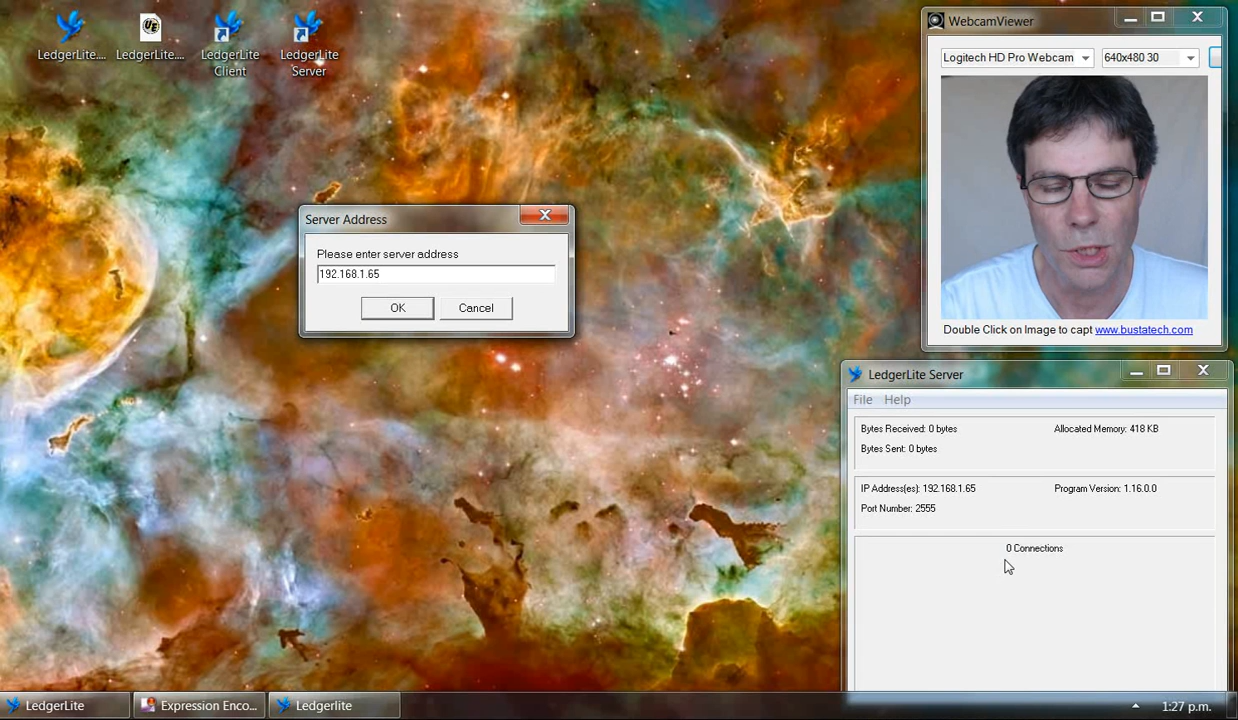 LedgerLite....
LedgerLite....
LedgerLite
Client
LedgerLite
Server
WebcamViewer
Logitech HD Pro Webcam
640x480 30
Double Click on Image to capt www.bustatech.com
Server Address
Please enter server address
192.168.1.65
OK
Cancel
LedgerLite Server
File Help
Bytes Received: 0 bytes
Allocated Memory: 418 KB
Bytes Sent: 0 bytes
IP Address(es): 192.168.1.65
Program Version: 1.16.0.0
Port Number: 2555
0 Connections
LedgerLite
Expression Enco...
Ledgerlite
1:27 p.m.